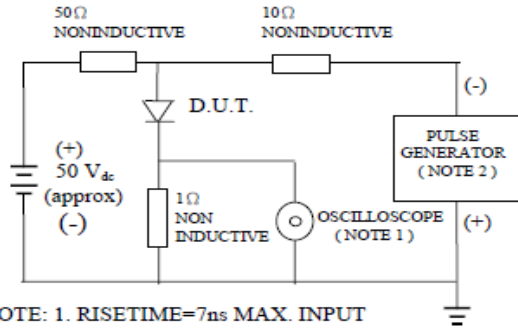 50Ω
NONINDUCTIVE
10Ω
NONINDUCTIVE
(-)
D.U.T.
PULSE
GENERATOR
( NOTE 2 )
(+)
50 Vdc
(approx)
(-)
1Ω
NON
INDUCTIVE
OSCILLOSCOPE
( NOTE 1 )
(+)
OTE: 1. RISETIME=7ns MAX. INPUT